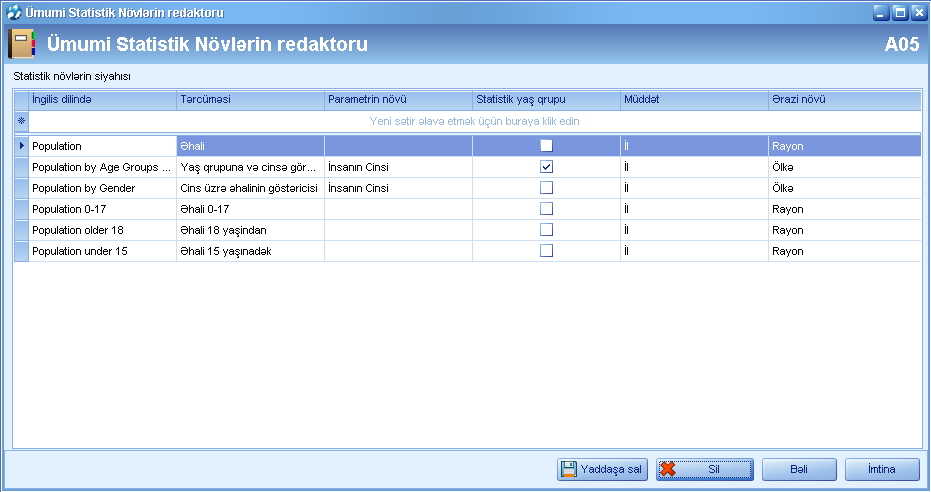 Ümumi Statistik Növlərin redaktoru
Ümumi Statistik Növlərin redaktoru A05
Statistik növlərin siyahısı
İngilis dilində Tərcüməsi Parametrin növü Statistik yaş qrupu Müddət Ərazi növü
Yeni sətir əlavə etmək üçün buraya klik edin
Population Əhali İl Rayon
Population by Age Groups ... Yaş qrupuna və cinsə gör... İnsanın Cinsi İl Ölkə
Population by Gender Cins üzrə əhalinin göstəricisi İnsanın Cinsi İl Ölkə
Population 0-17 Əhali 0-17 İl Rayon
Population older 18 Əhali 18 yaşindan İl Rayon
Population under 15 Əhali 15 yaşınadək İl Rayon
Yaddaşa sal Sil Bəli İmtina